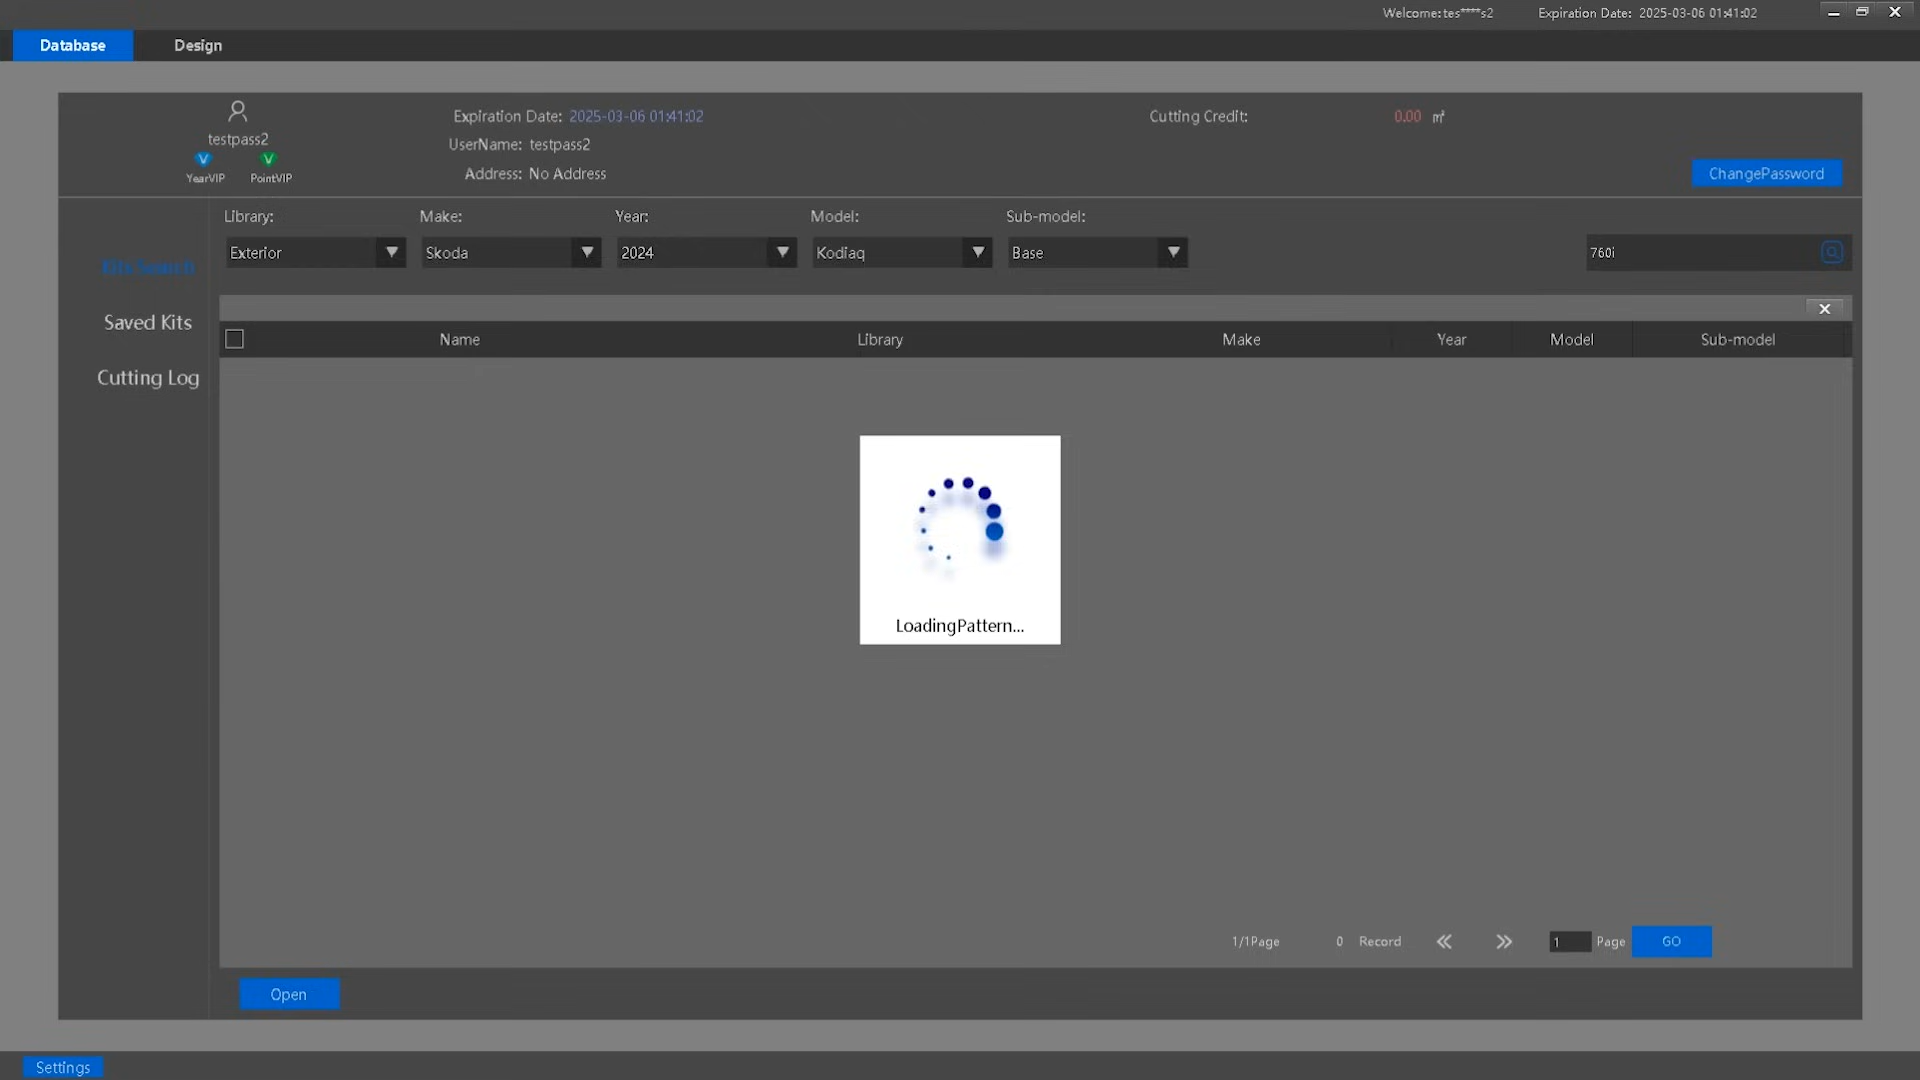 Welcome:tes****s2 Expiration Date: 2025-03-06 01:41:02
Database Design
Expiration Date: 2025-03-06 01:41:02 Cutting Credit: 0.00 ㎡
testpass2
UserName: testpass2
V V
YearVIP PointVIP
Address: No Address
ChangePassword
Library: Make: Year: Model: Sub-model:
Exterior Skoda 2024 Kodiaq Base 760i
Kits Search
Saved Kits
Cutting Log
Name Library Make Year Model Sub-model
LoadingPattern...
1/1Page 0 Record 1 Page GO
Open
Settings